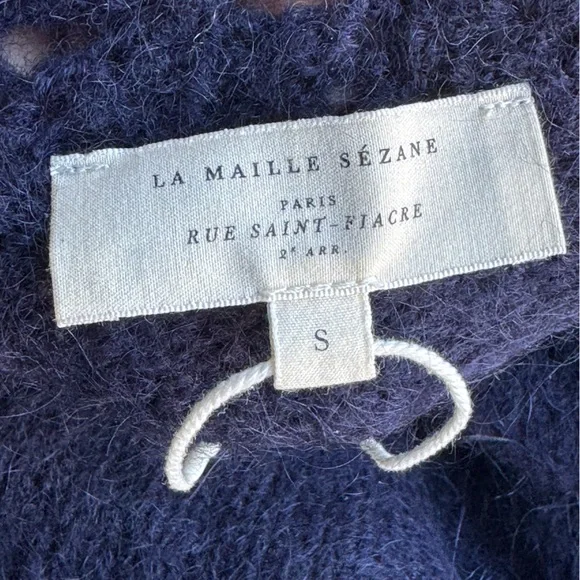 LA MAILLE SÉZANE
PARIS
RUE SAINT-FIACRE
2ᵉ ARR.
S